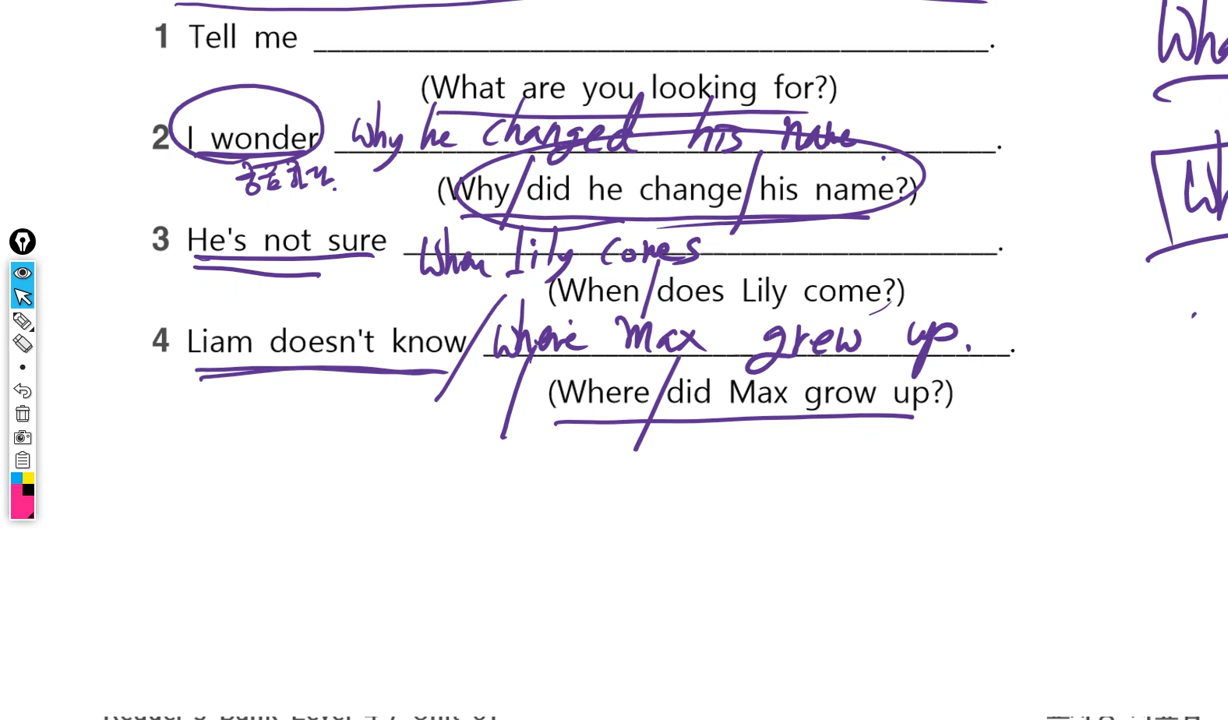 1 Tell me ______.
(What are you looking for?)
2 I wonder why he changed his name.
궁금하다.
(Why did he change his name?)
3 He's not sure when lily comes.
(When does Lily come?)
4 Liam doesn't know where Max grew up.
(Where did Max grow up?)